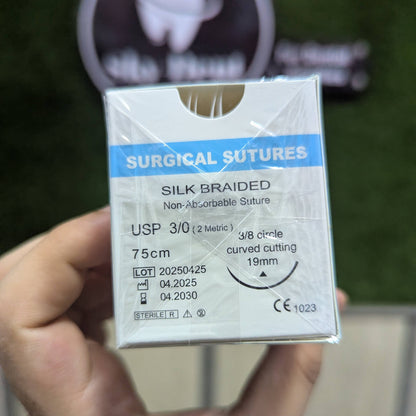 SURGICAL SUTURES
SILK BRAIDED
Non-Absorbable Suture
USP 3/0 ( 2 Metric )
75cm
3/8 circle
curved cutting
19mm
LOT 20250425
04.2025
04.2030
STERILE R
CE 1023